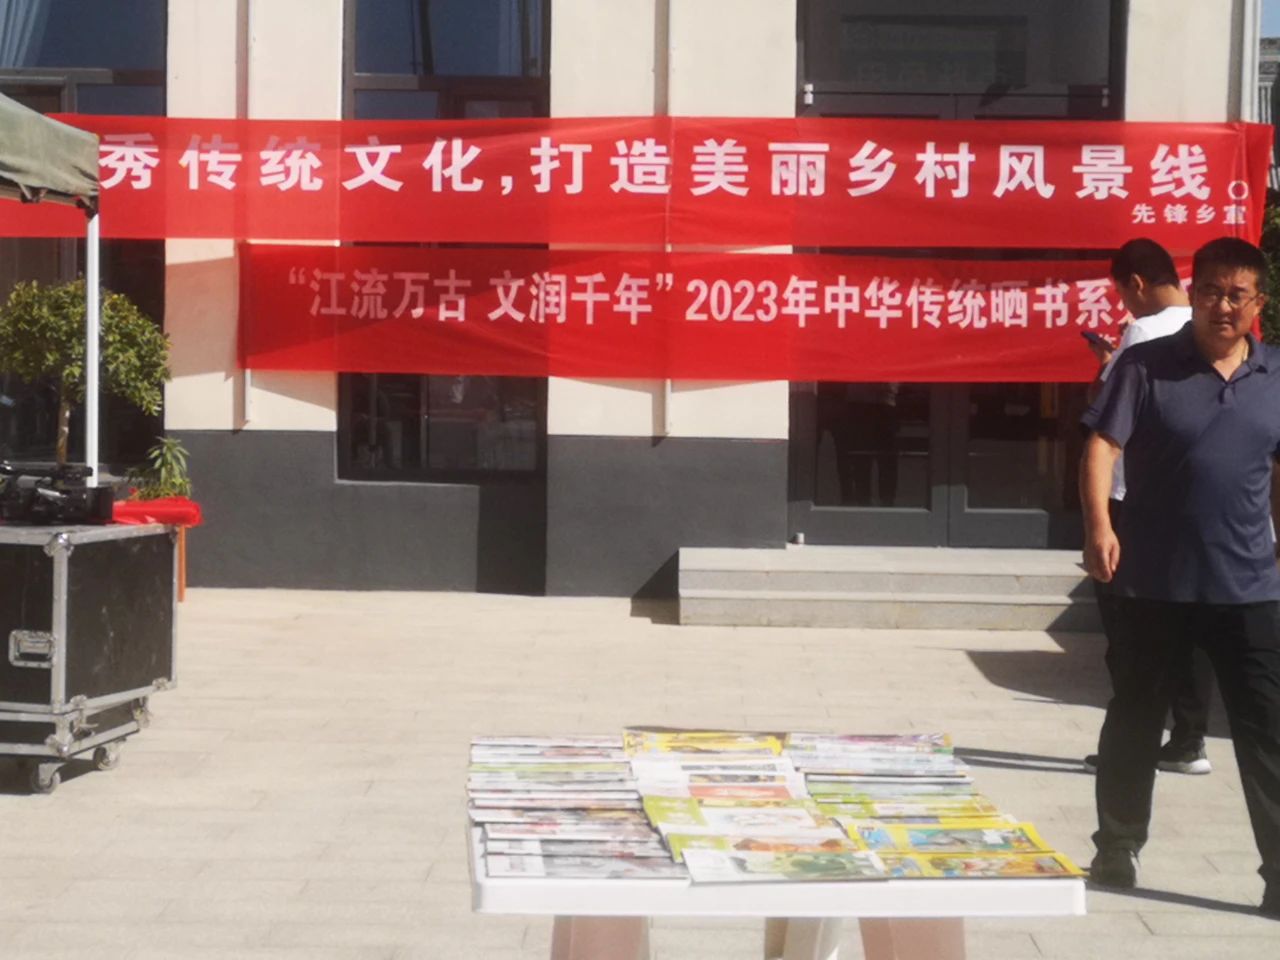 秀传统文化,打造美丽乡村风景线。
先锋乡宣
“江流万古 文润千年”2023年中华传统晒书系